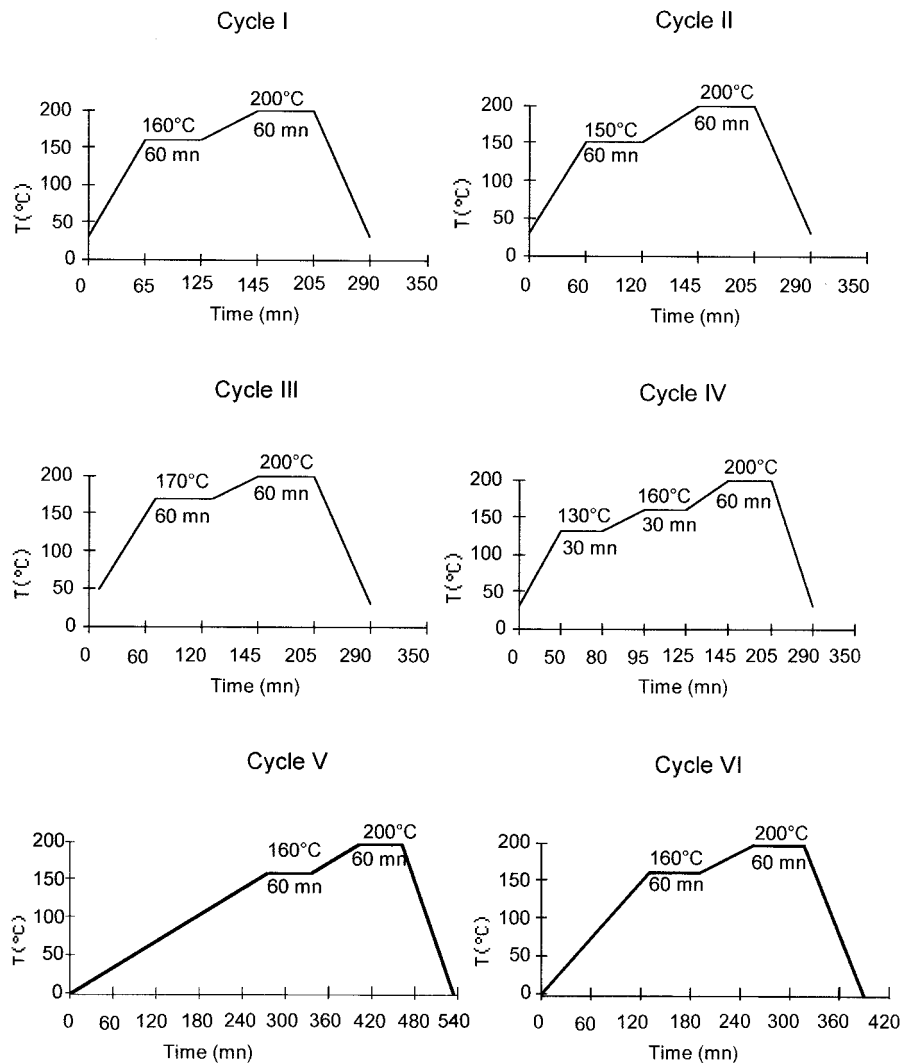 Cycle I
200
150
100
50
0
T(°C)
160°C
60 mn
200°C
60 mn
0 65 125 145 205 290 350
Time (mn)
Cycle II
200
150
100
50
0
T(°C)
150°C
60 mn
200°C
60 mn
0 60 120 145 205 290 350
Time (mn)
Cycle III
200
150
100
50
0
T(°C)
170°C
60 mn
200°C
60 mn
0 60 120 145 205 290 350
Time (mn)
Cycle IV
200
150
100
50
0
T(°C)
130°C
30 mn
160°C
30 mn
200°C
60 mn
0 50 80 95 125 145 205 290 350
Time (mn)
Cycle V
200
150
100
50
0
T(°C)
160°C
60 mn
200°C
60 mn
0 60 120 180 240 300 360 420 480 540
Time (mn)
Cycle VI
200
150
100
50
0
T(°C)
160°C
60 mn
200°C
60 mn
0 60 120 180 240 300 360 420
Time (mn)